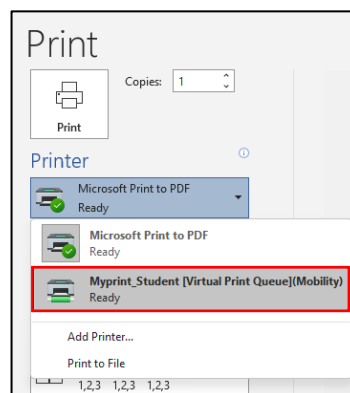 Print
Copies: 1
Print
Printer
Microsoft Print to PDF
Ready
Microsoft Print to PDF
Ready
Myprint_Student [Virtual Print Queue](Mobility)
Ready
Add Printer...
Print to File
1,2,3 1,2,3 1,2,3